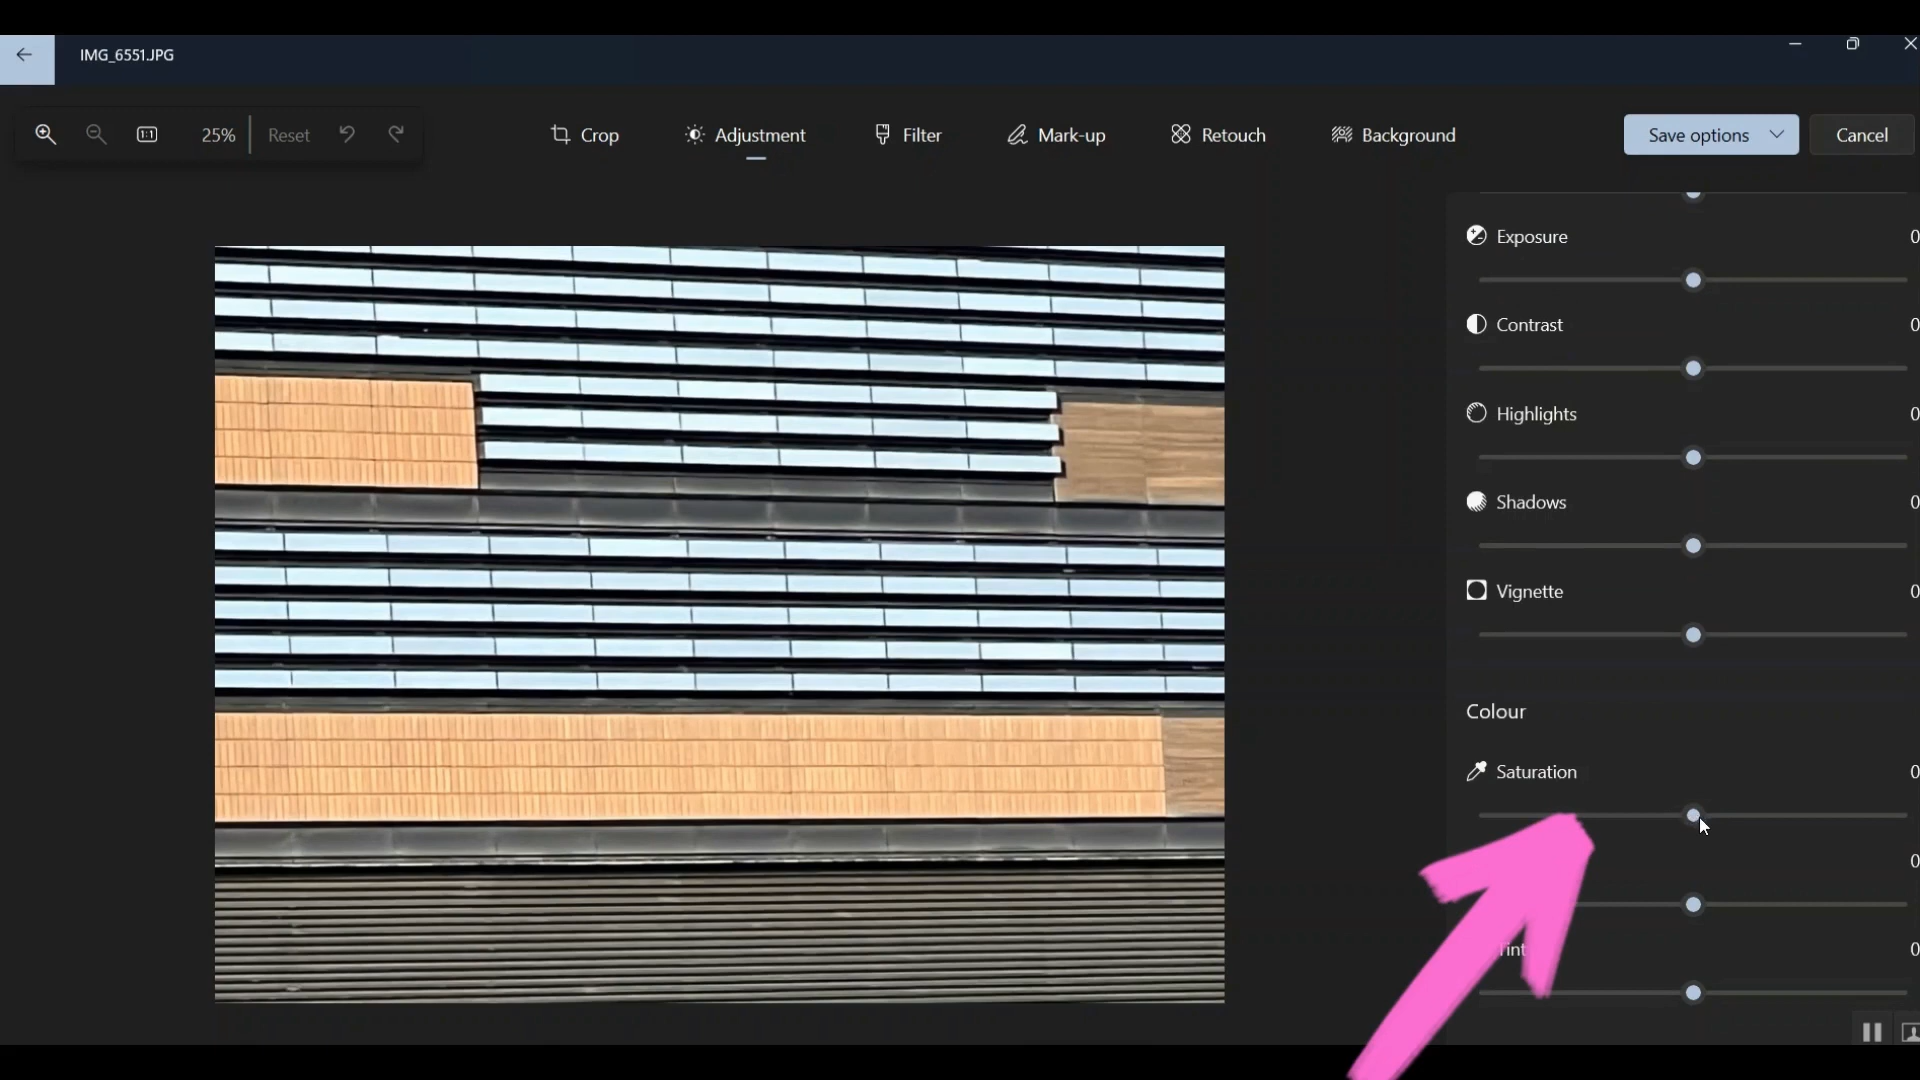 IMG_6551.JPG
25% Reset Crop Adjustment Filter Mark-up Retouch Background Save options Cancel
Exposure 0
Contrast 0
Highlights 0
Shadows 0
Vignette 0
Colour
Saturation 0
0
Tint 0